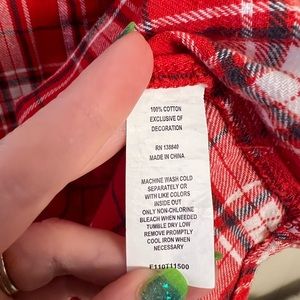 100% COTTON
EXCLUSIVE OF
DECORATION
RN 138840
MADE IN CHINA
MACHINE WASH COLD
SEPARATELY OR
WITH LIKE COLORS
INSIDE OUT
ONLY NON-CHLORINE
BLEACH WHEN NEEDED
TUMBLE DRY LOW
REMOVE PROMPTLY
COOL IRON WHEN
NECESSARY
F110T11500